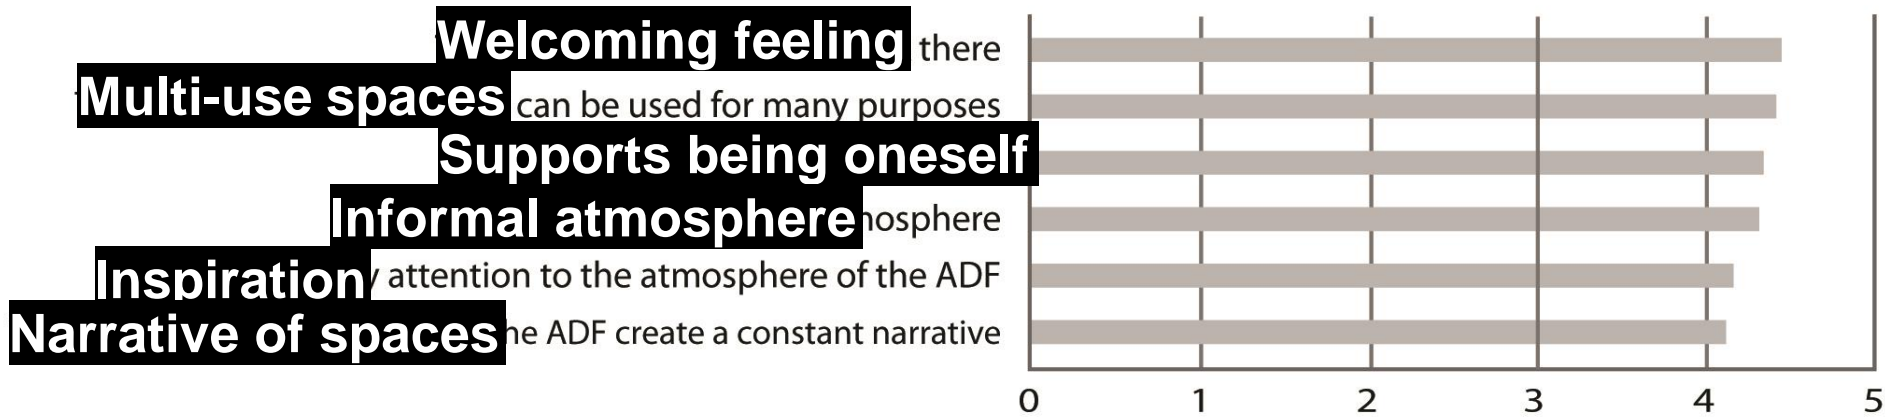 Welcoming feeling there
Multi-use spaces can be used for many purposes
Supports being oneself
Informal atmosphere nosphere
Inspiration attention to the atmosphere of the ADF
Narrative of spaces he ADF create a constant narrative
0 1 2 3 4 5